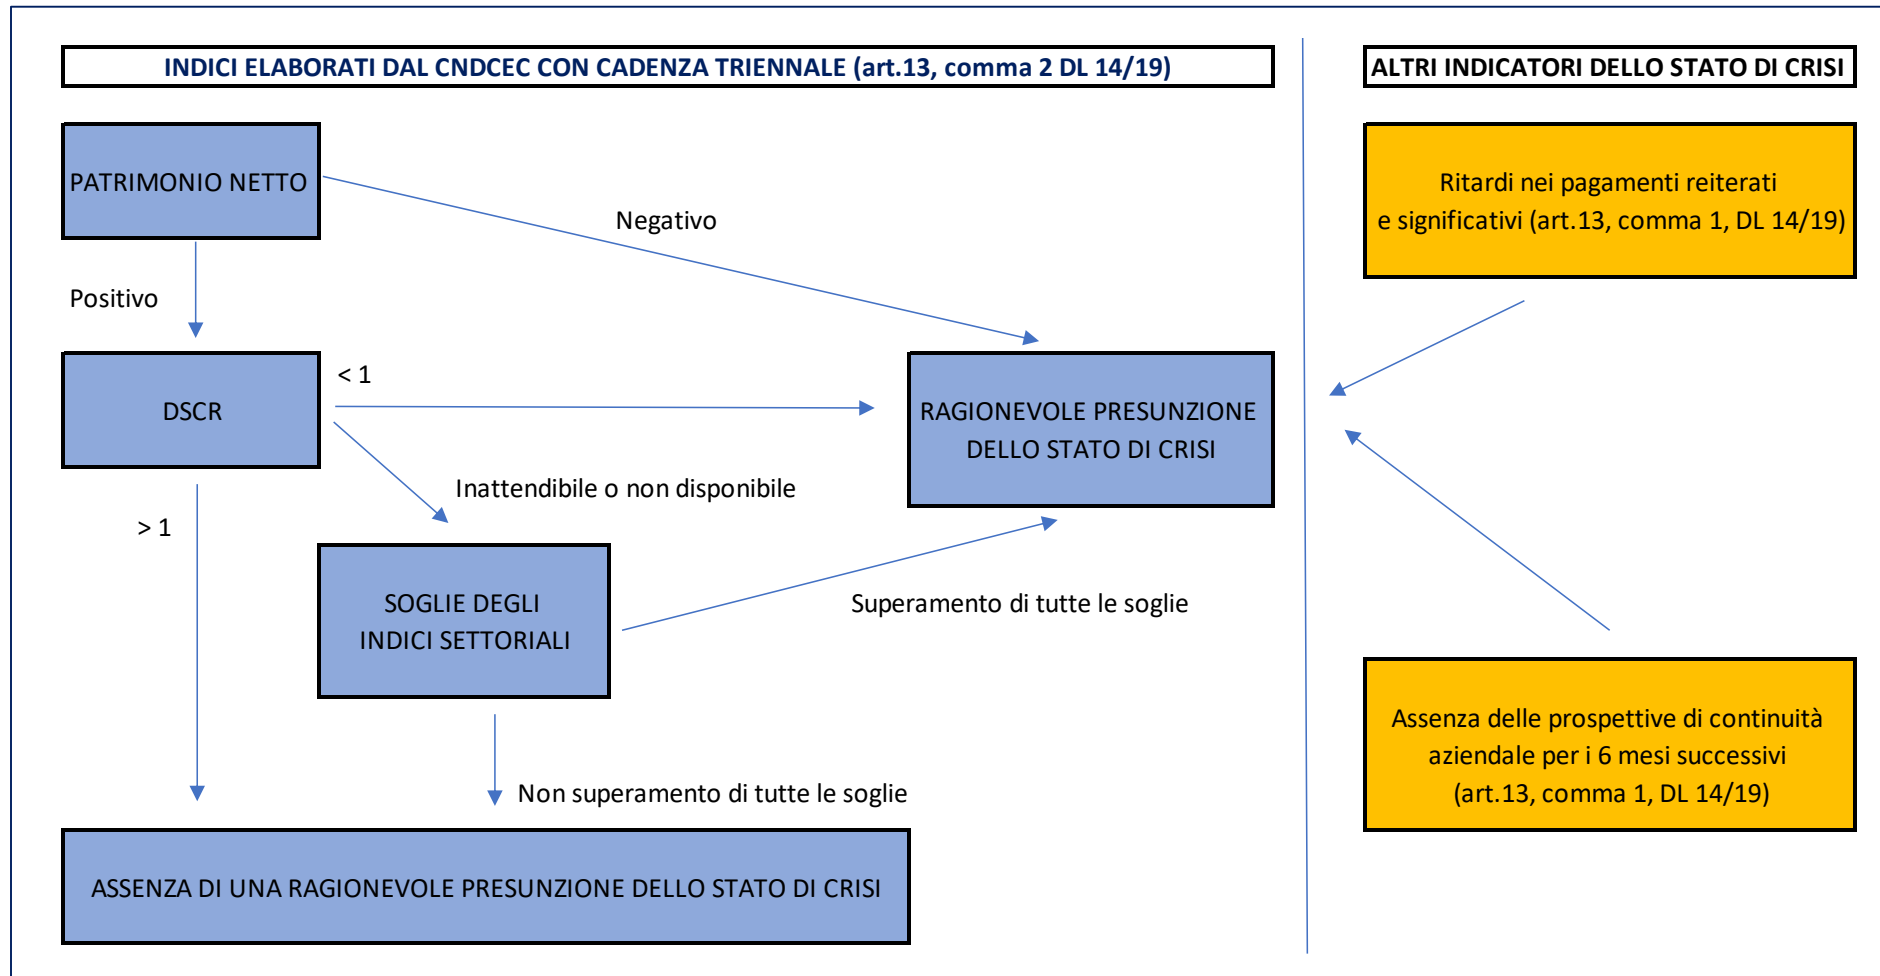 INDICI ELABORATI DAL CNDCEC CON CADENZA TRIENNALE (art.13, comma 2 DL 14/19)
ALTRI INDICATORI DELLO STATO DI CRISI
PATRIMONIO NETTO
Negativo
Positivo
DSCR
< 1
> 1
Inattendibile o non disponibile
RAGIONEVOLE PRESUNZIONE
DELLO STATO DI CRISI
SOGLIE DEGLI
INDICI SETTORIALI
Superamento di tutte le soglie
Non superamento di tutte le soglie
ASSENZA DI UNA RAGIONEVOLE PRESUNZIONE DELLO STATO DI CRISI
Ritardi nei pagamenti reiterati
e significativi (art.13, comma 1, DL 14/19)
Assenza delle prospettive di continuità
aziendale per i 6 mesi successivi
(art.13, comma 1, DL 14/19)